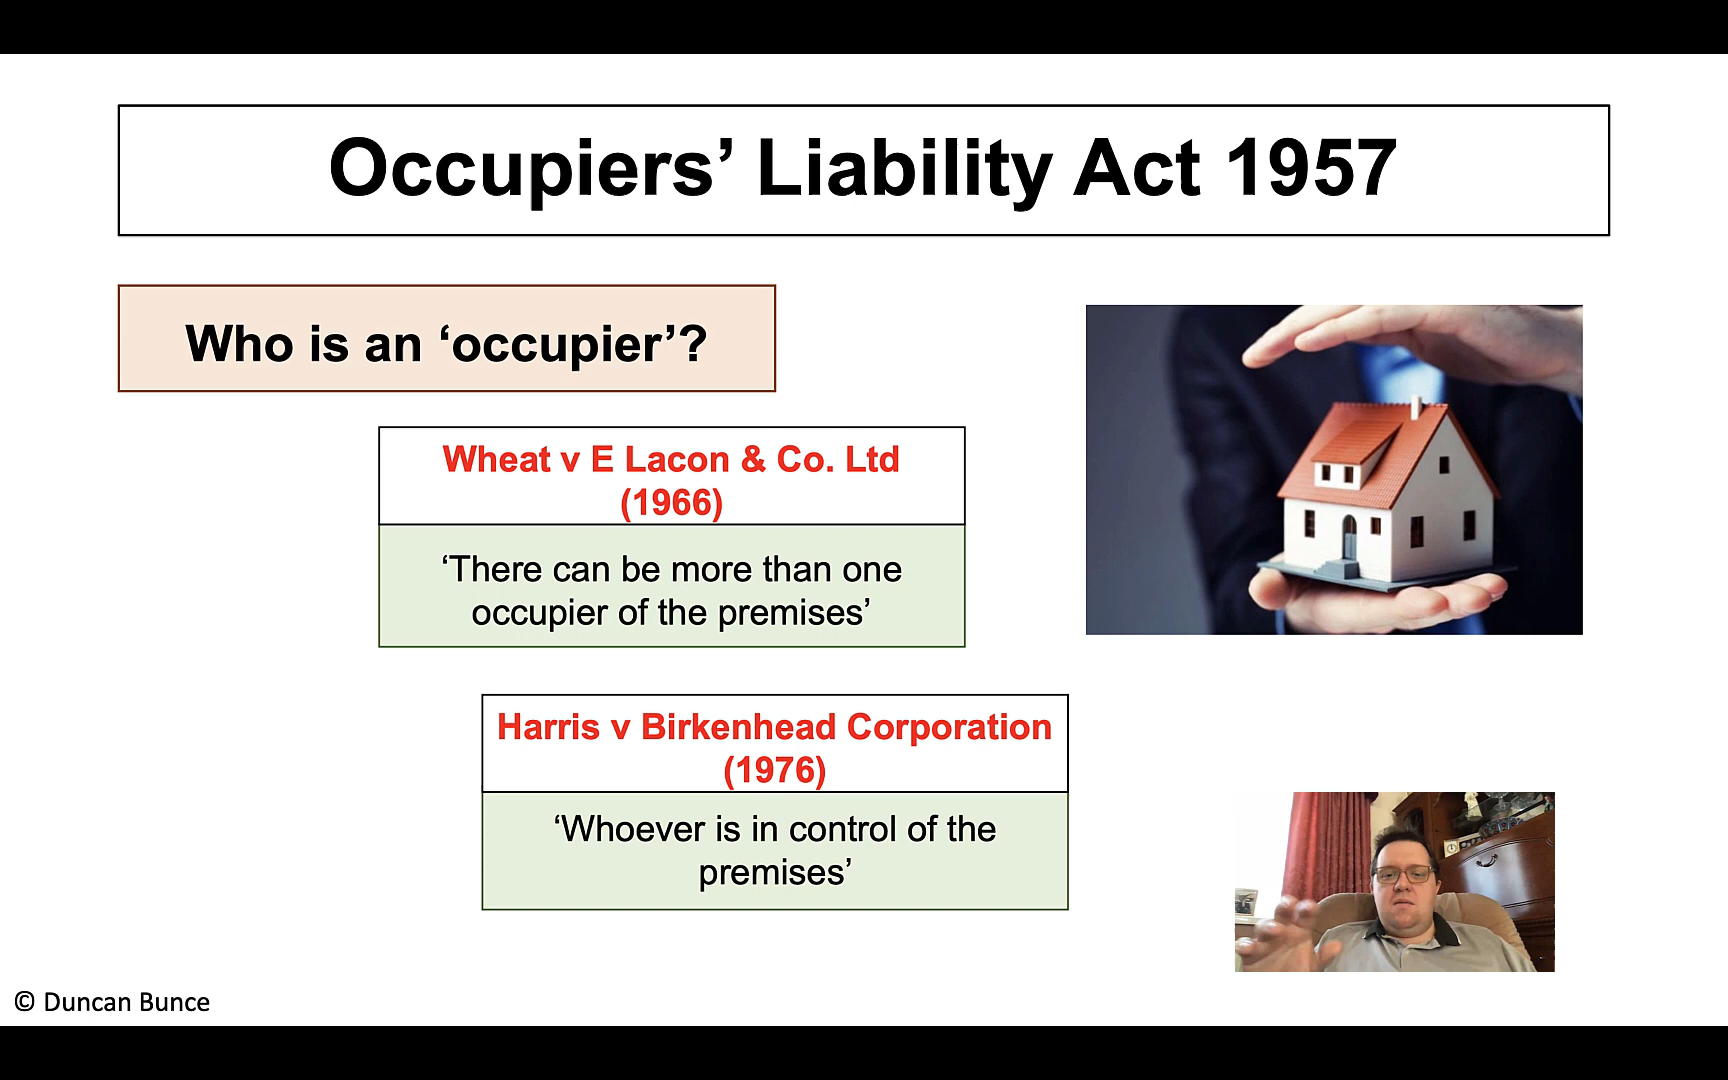 Occupiers’ Liability Act 1957
Who is an ‘occupier’?
Wheat v E Lacon & Co. Ltd
(1966)
‘There can be more than one
occupier of the premises’
Harris v Birkenhead Corporation
(1976)
‘Whoever is in control of the
premises’
© Duncan Bunce